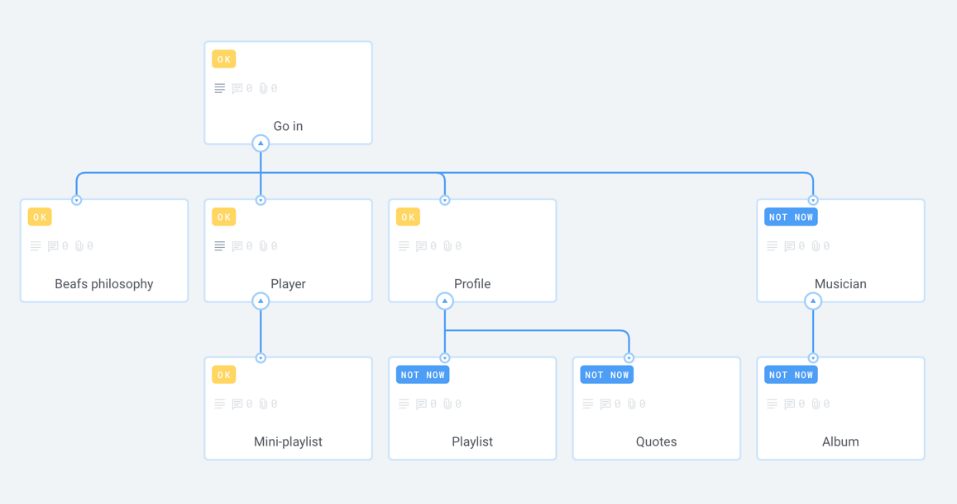 OK
0 0
Go in
OK
0 0
Beafs philosophy
OK
0 0
Player
OK
0 0
Profile
NOT NOW
0 0
Musician
OK
0 0
Mini-playlist
NOT NOW
0 0
Playlist
NOT NOW
0 0
Quotes
NOT NOW
0 0
Album